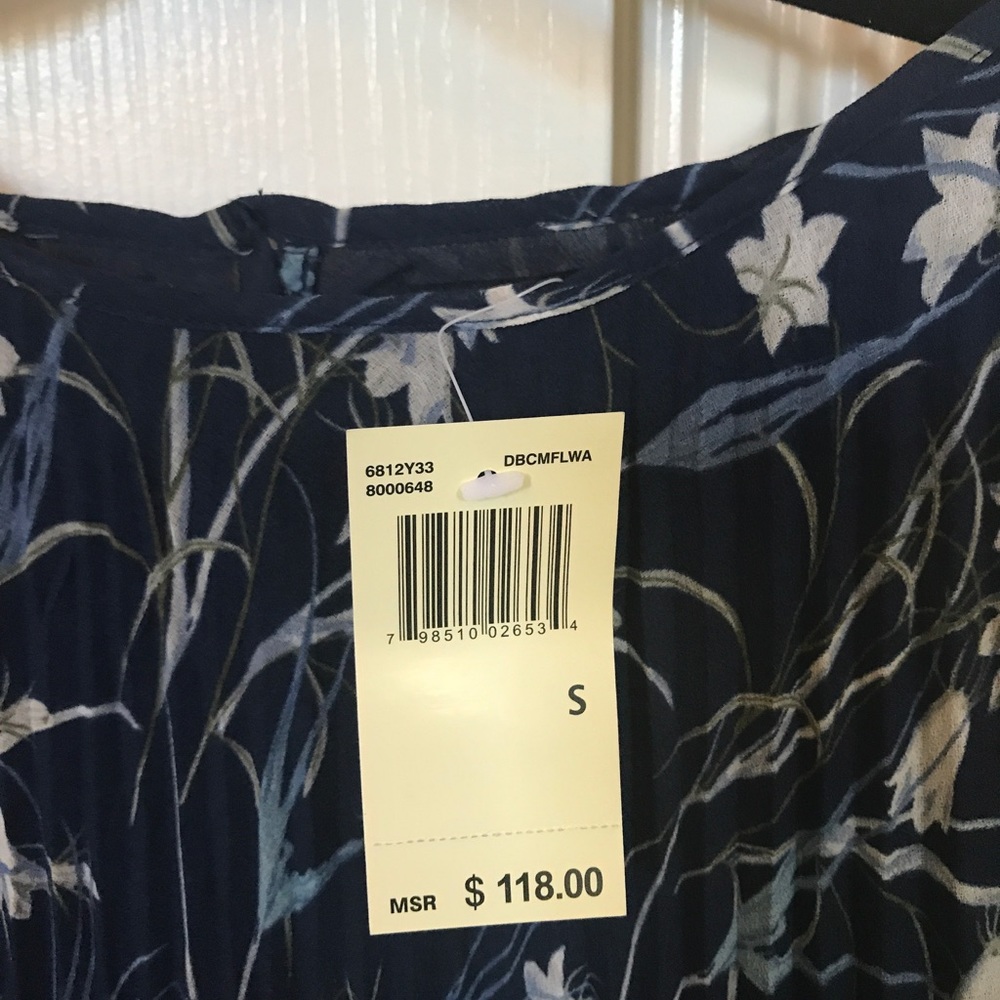 6812Y33 DBCMFLWA
8000648
7 98510 02653 4
S
MSR $ 118.00